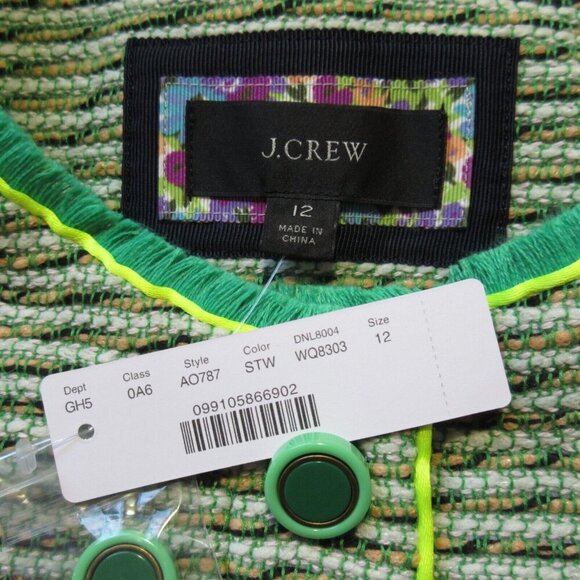 J.CREW
12
MADE IN
CHINA
Dept Class Style Color DNL8004 Size
GH5 0A6 AO787 STW WQ8303 12
099105866902